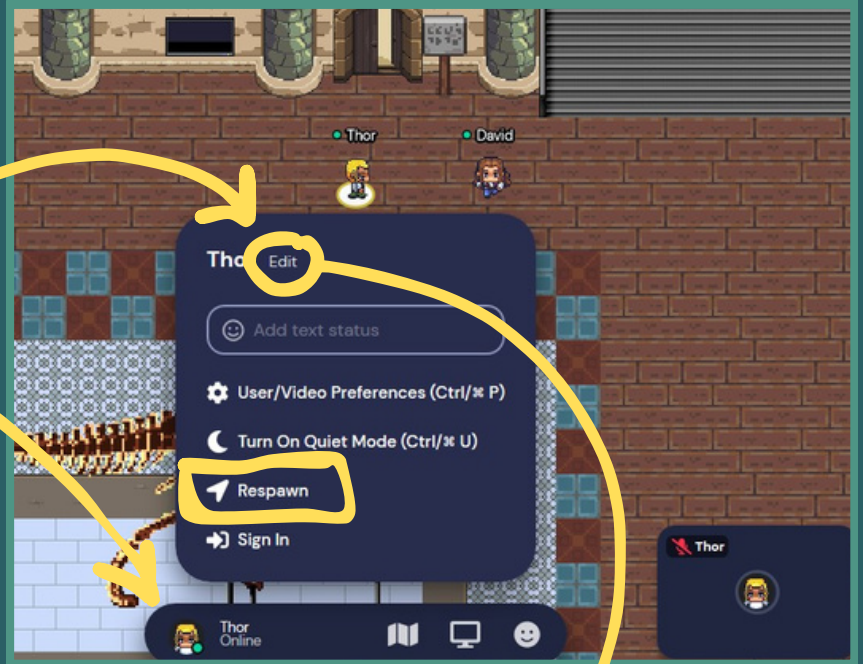 Thor
David
Thor Edit
Add text status
User/Video Preferences (Ctrl/⌘ P)
Turn On Quiet Mode (Ctrl/⌘ U)
Respawn
Sign In
Thor
Thor
Online